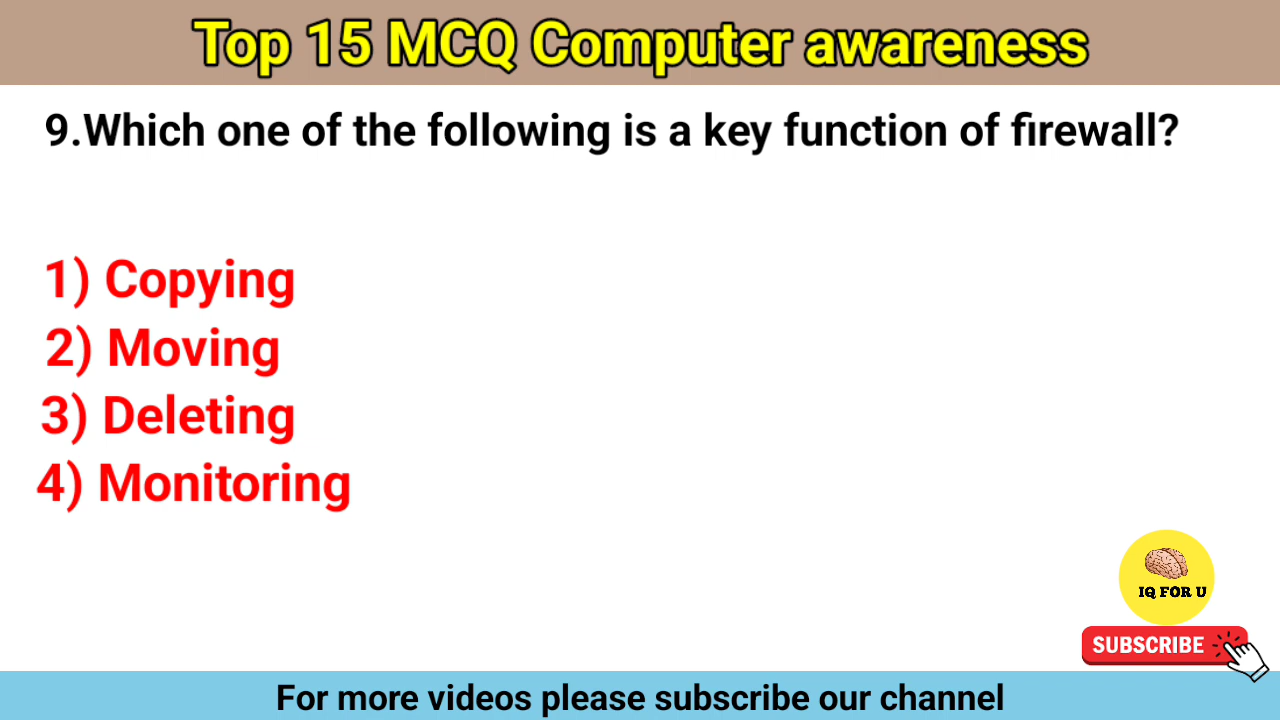 Top 15 MCQ Computer awareness
9.Which one of the following is a key function of firewall?
1) Copying
2) Moving
3) Deleting
4) Monitoring
IQ FOR U
SUBSCRIBE
For more videos please subscribe our channel